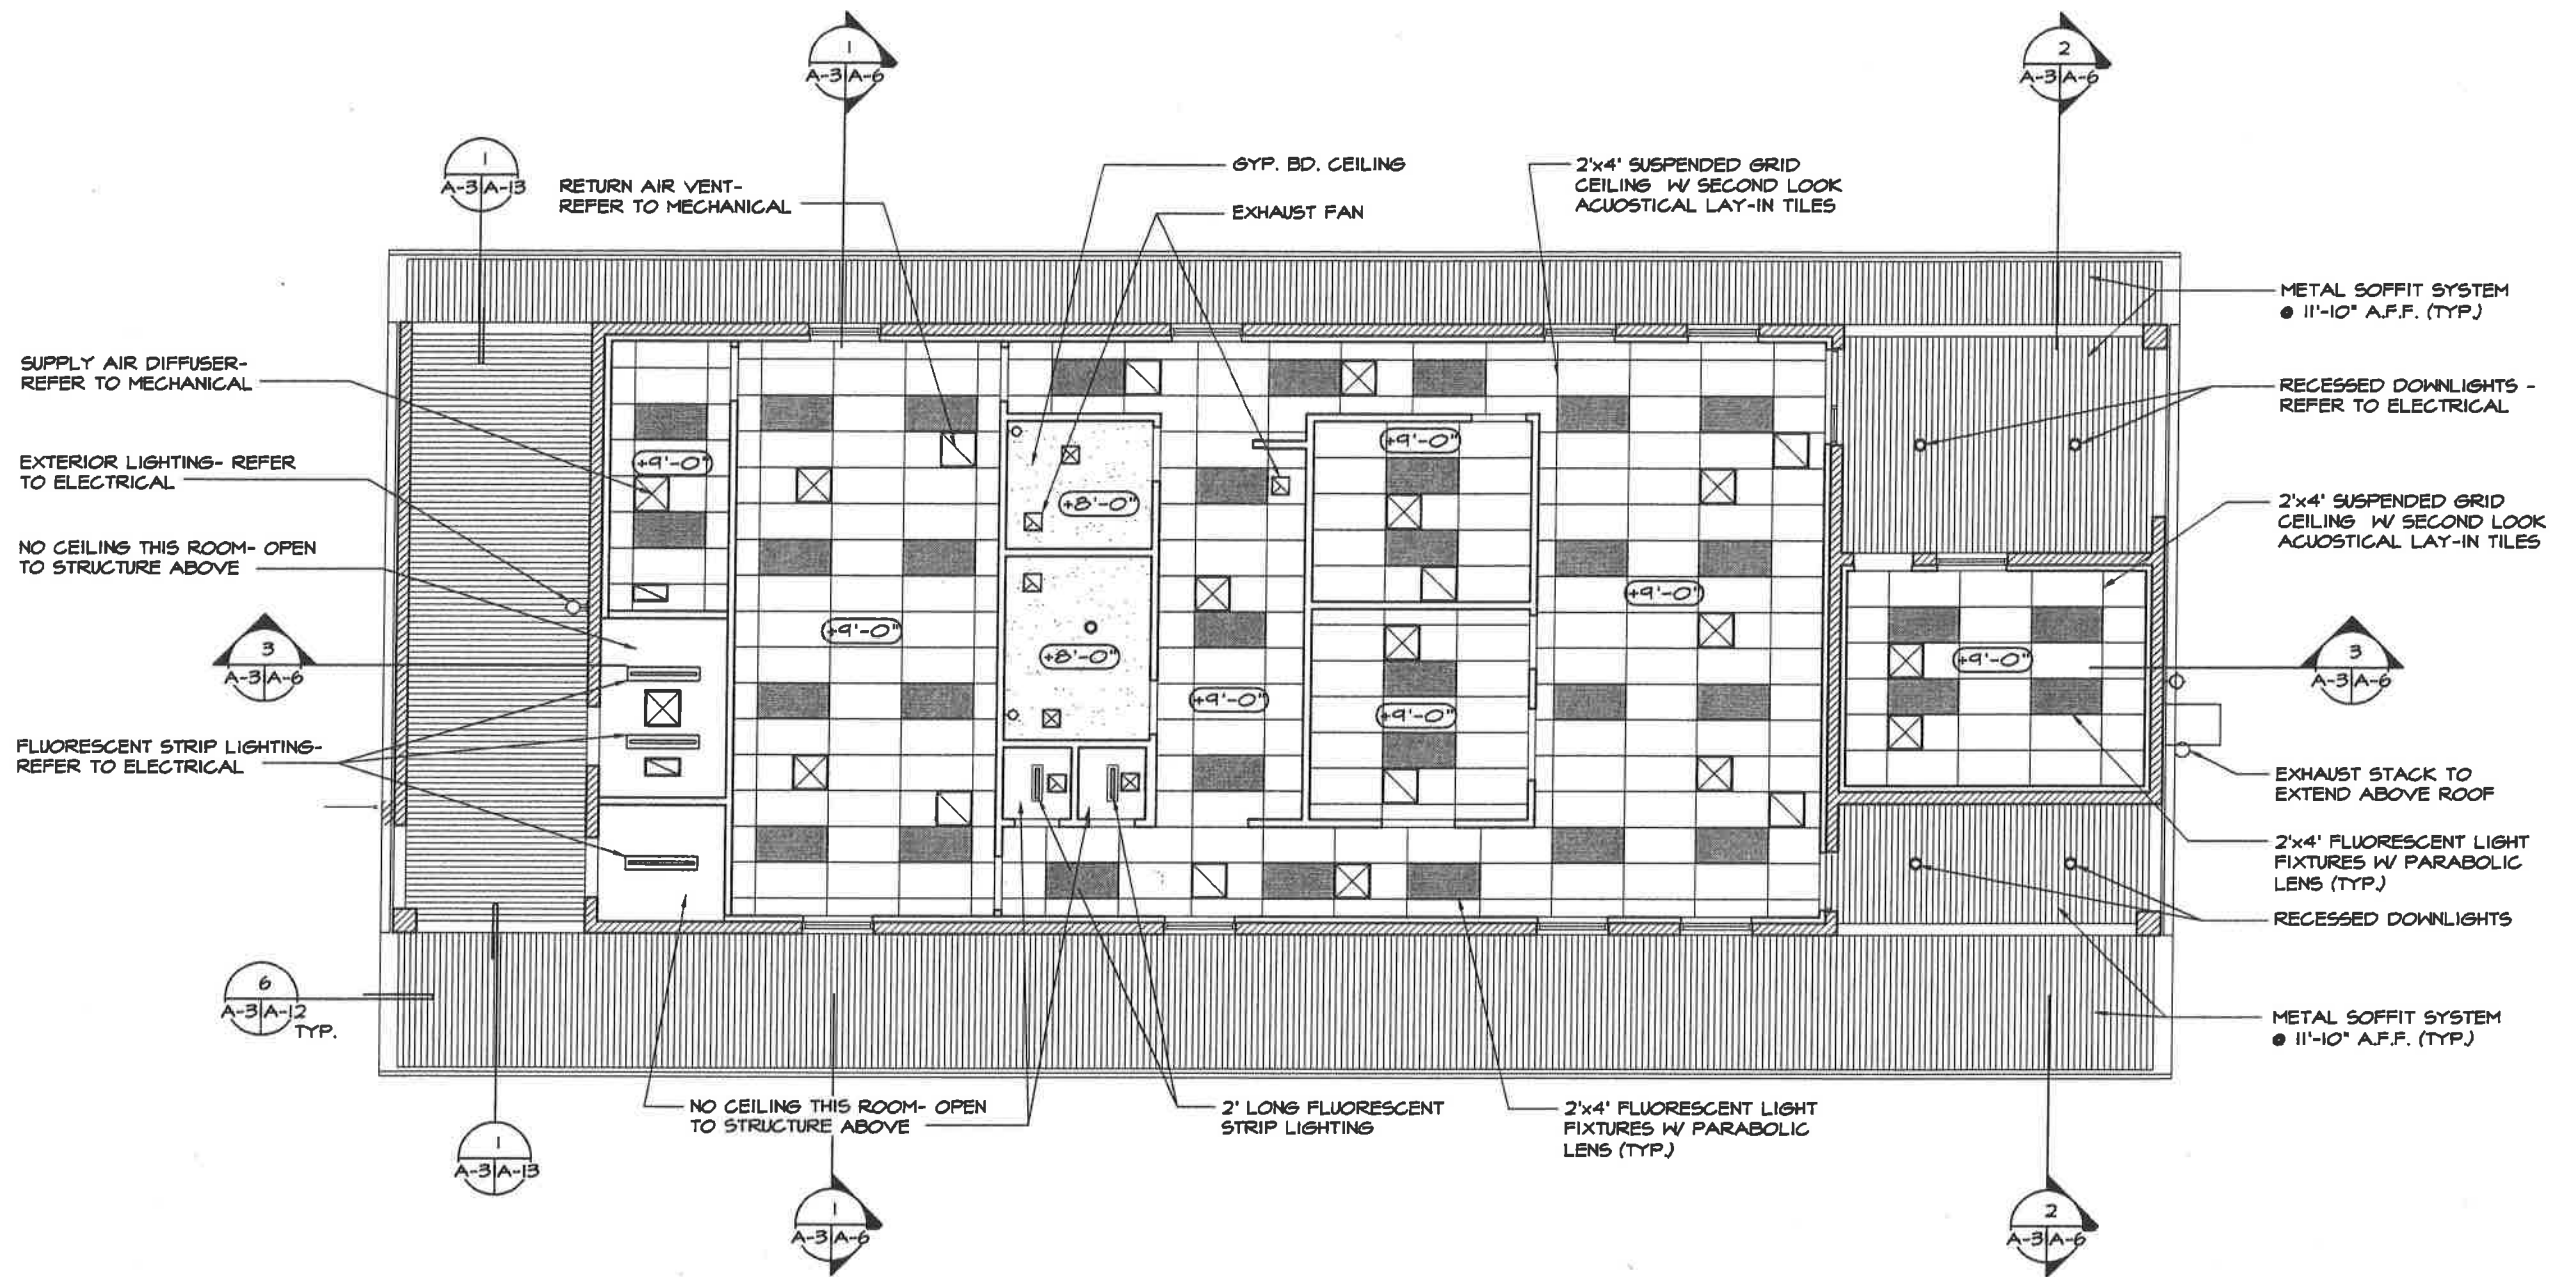 1
A-3 A-6
2
A-3 A-6
1
A-3 A-13
RETURN AIR VENT-
REFER TO MECHANICAL
GYP. BD. CEILING
EXHAUST FAN
2'x4' SUSPENDED GRID
CEILING W/ SECOND LOOK
ACUOSTICAL LAY-IN TILES
METAL SOFFIT SYSTEM
@ 11'-10" A.F.F. (TYP.)
SUPPLY AIR DIFFUSER-
REFER TO MECHANICAL
RECESSED DOWNLIGHTS -
REFER TO ELECTRICAL
EXTERIOR LIGHTING- REFER
TO ELECTRICAL
2'x4' SUSPENDED GRID
CEILING W/ SECOND LOOK
ACUOSTICAL LAY-IN TILES
NO CEILING THIS ROOM- OPEN
TO STRUCTURE ABOVE
+9'-0"
+9'-0"
+8'-0"
+9'-0"
+9'-0"
+8'-0"
+9'-0"
+9'-0"
+9'-0"
3
A-3 A-6
3
A-3 A-6
FLUORESCENT STRIP LIGHTING-
REFER TO ELECTRICAL
EXHAUST STACK TO
EXTEND ABOVE ROOF
2'x4' FLUORESCENT LIGHT
FIXTURES W/ PARABOLIC
LENS (TYP.)
RECESSED DOWNLIGHTS
6
A-3 A-12
TYP.
METAL SOFFIT SYSTEM
@ 11'-10" A.F.F. (TYP.)
NO CEILING THIS ROOM- OPEN
TO STRUCTURE ABOVE
2' LONG FLUORESCENT
STRIP LIGHTING
2'x4' FLUORESCENT LIGHT
FIXTURES W/ PARABOLIC
LENS (TYP.)
1
A-3 A-13
1
A-3 A-6
2
A-3 A-6